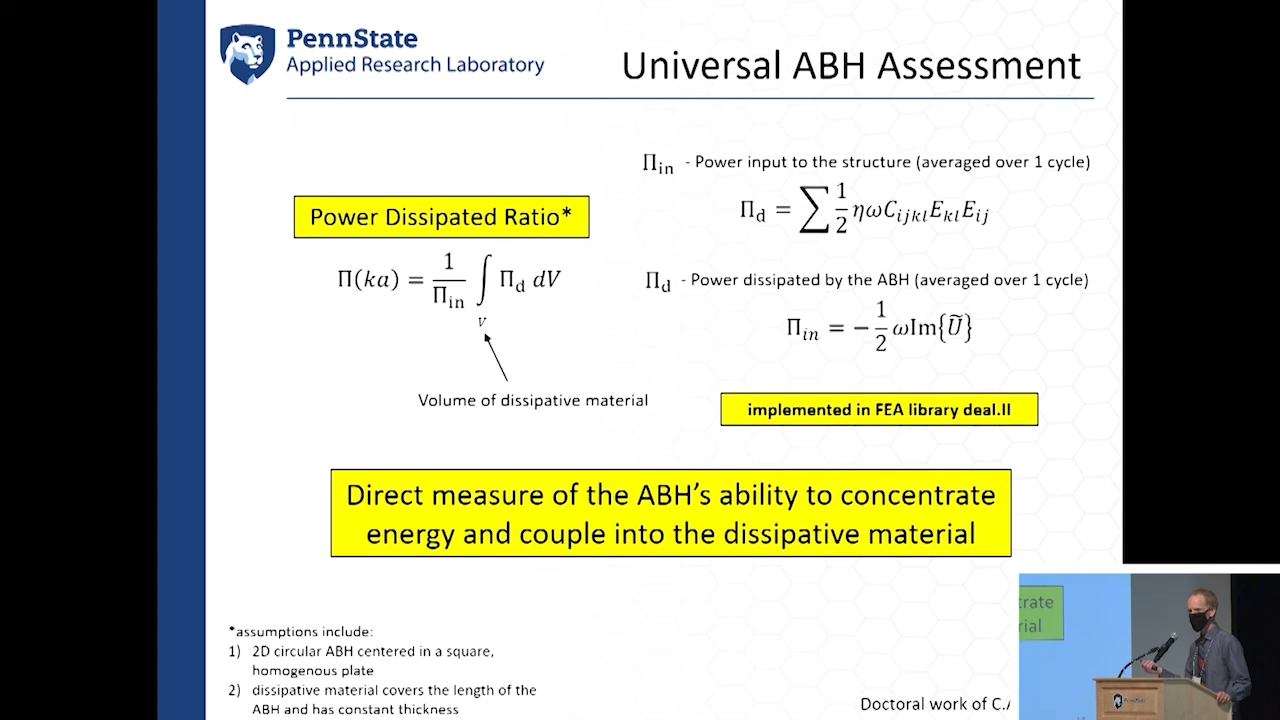 PennState
Applied Research Laboratory
Universal ABH Assessment
Π_in - Power input to the structure (averaged over 1 cycle)
Π_d = ∑ 1/2 ηωC_ijkl E_kl E_ij
Power Dissipated Ratio*
Π(ka) = 1/Π_in ∫_V Π_d dV
Volume of dissipative material
Π_d - Power dissipated by the ABH (averaged over 1 cycle)
Π_in = − 1/2 ωIm{Ũ}
implemented in FEA library deal.II
Direct measure of the ABH’s ability to concentrate
energy and couple into the dissipative material
*assumptions include:
1) 2D circular ABH centered in a square,
homogenous plate
2) dissipative material covers the length of the
ABH and has constant thickness
Doctoral work of C.A
trate
rial
PennState